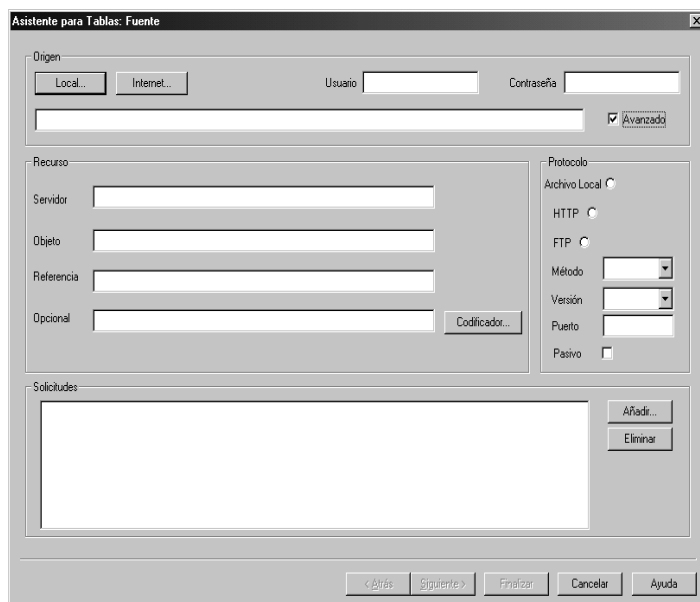 Asistente para Tablas: Fuente
Origen
Local... Internet... Usuario Contraseña
Avanzado
Recurso
Servidor
Objeto
Referencia
Opcional Codificador...
Protocolo
Archivo Local
HTTP
FTP
Método
Versión
Puerto
Pasivo
Solicitudes
Añadir...
Eliminar
< Atrás Siguiente > Finalizar Cancelar Ayuda